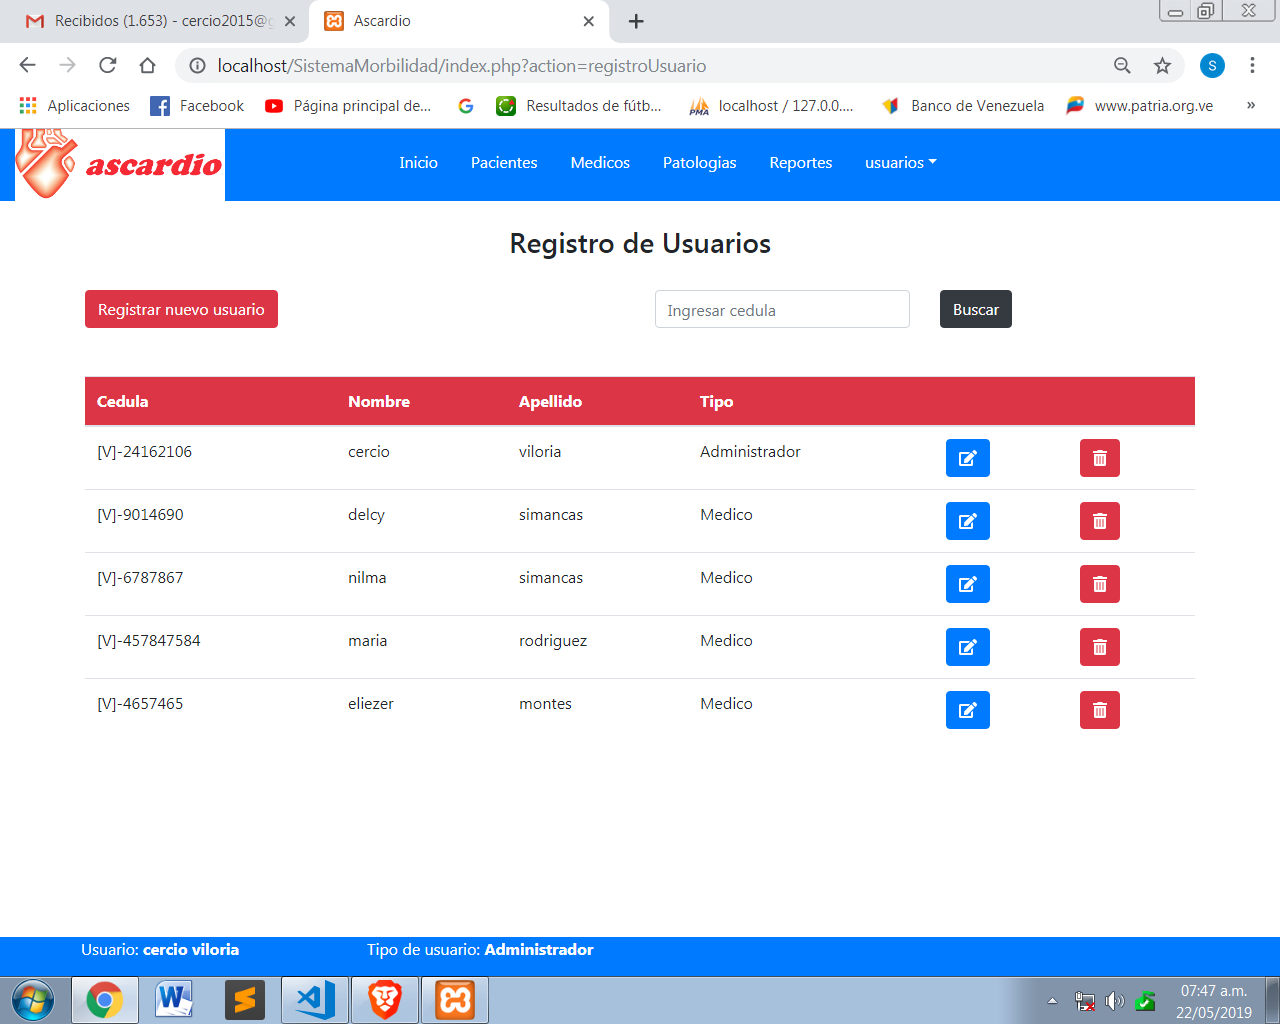 Recibidos (1.653) - cercio2015@g
Ascardio
localhost/SistemaMorbilidad/index.php?action=registroUsuario
S
Aplicaciones Facebook Página principal de... Resultados de fútb... localhost / 127.0.0.... Banco de Venezuela www.patria.org.ve »
ascardio
Inicio Pacientes Medicos Patologias Reportes usuarios
Registro de Usuarios
Registrar nuevo usuario Ingresar cedula Buscar
Cedula Nombre Apellido Tipo
[V]-24162106 cercio viloria Administrador
[V]-9014690 delcy simancas Medico
[V]-6787867 nilma simancas Medico
[V]-457847584 maria rodriguez Medico
[V]-4657465 eliezer montes Medico
Usuario: cercio viloria Tipo de usuario: Administrador
07:47 a.m.
22/05/2019